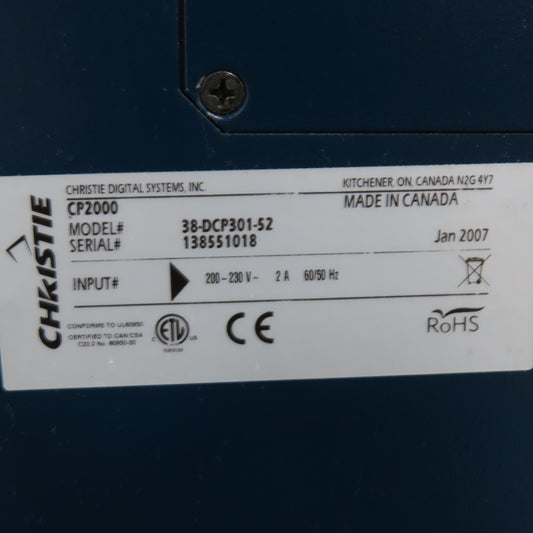 CHRISTIE
CHRISTIE DIGITAL SYSTEMS, INC. KITCHENER, ON, CANADA N2G 4Y7
CP2000 MADE IN CANADA
MODEL# 38-DCP301-52
SERIAL# 138551018 Jan 2007
INPUT# 200-230 V~ 2 A 60/50 Hz
CONFORMS TO UL60950
CERTIFIED TO CAN/CSA
C22.2 No. 60950-00
C ETL US
CE
RoHS